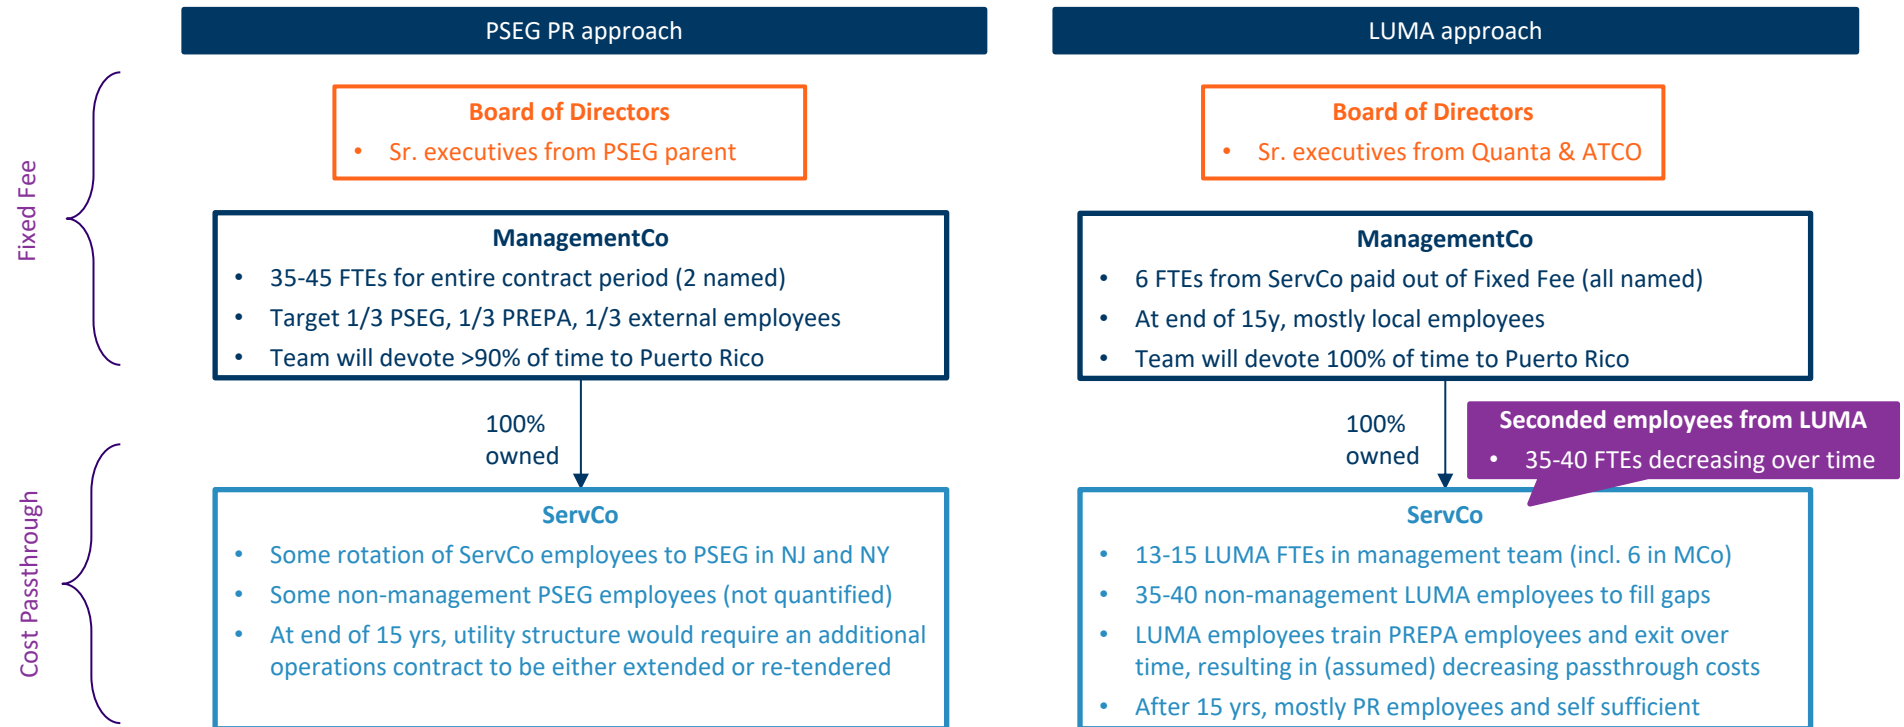 PSEG PR approach
LUMA approach
Fixed Fee
Board of Directors
• Sr. executives from PSEG parent
Board of Directors
• Sr. executives from Quanta & ATCO
ManagementCo
• 35-45 FTEs for entire contract period (2 named)
• Target 1/3 PSEG, 1/3 PREPA, 1/3 external employees
• Team will devote >90% of time to Puerto Rico
ManagementCo
• 6 FTEs from ServCo paid out of Fixed Fee (all named)
• At end of 15y, mostly local employees
• Team will devote 100% of time to Puerto Rico
100%
owned
100%
owned
Seconded employees from LUMA
• 35-40 FTEs decreasing over time
Cost Passthrough
ServCo
• Some rotation of ServCo employees to PSEG in NJ and NY
• Some non-management PSEG employees (not quantified)
• At end of 15 yrs, utility structure would require an additional
operations contract to be either extended or re-tendered
ServCo
• 13-15 LUMA FTEs in management team (incl. 6 in MCo)
• 35-40 non-management LUMA employees to fill gaps
• LUMA employees train PREPA employees and exit over
time, resulting in (assumed) decreasing passthrough costs
• After 15 yrs, mostly PR employees and self sufficient